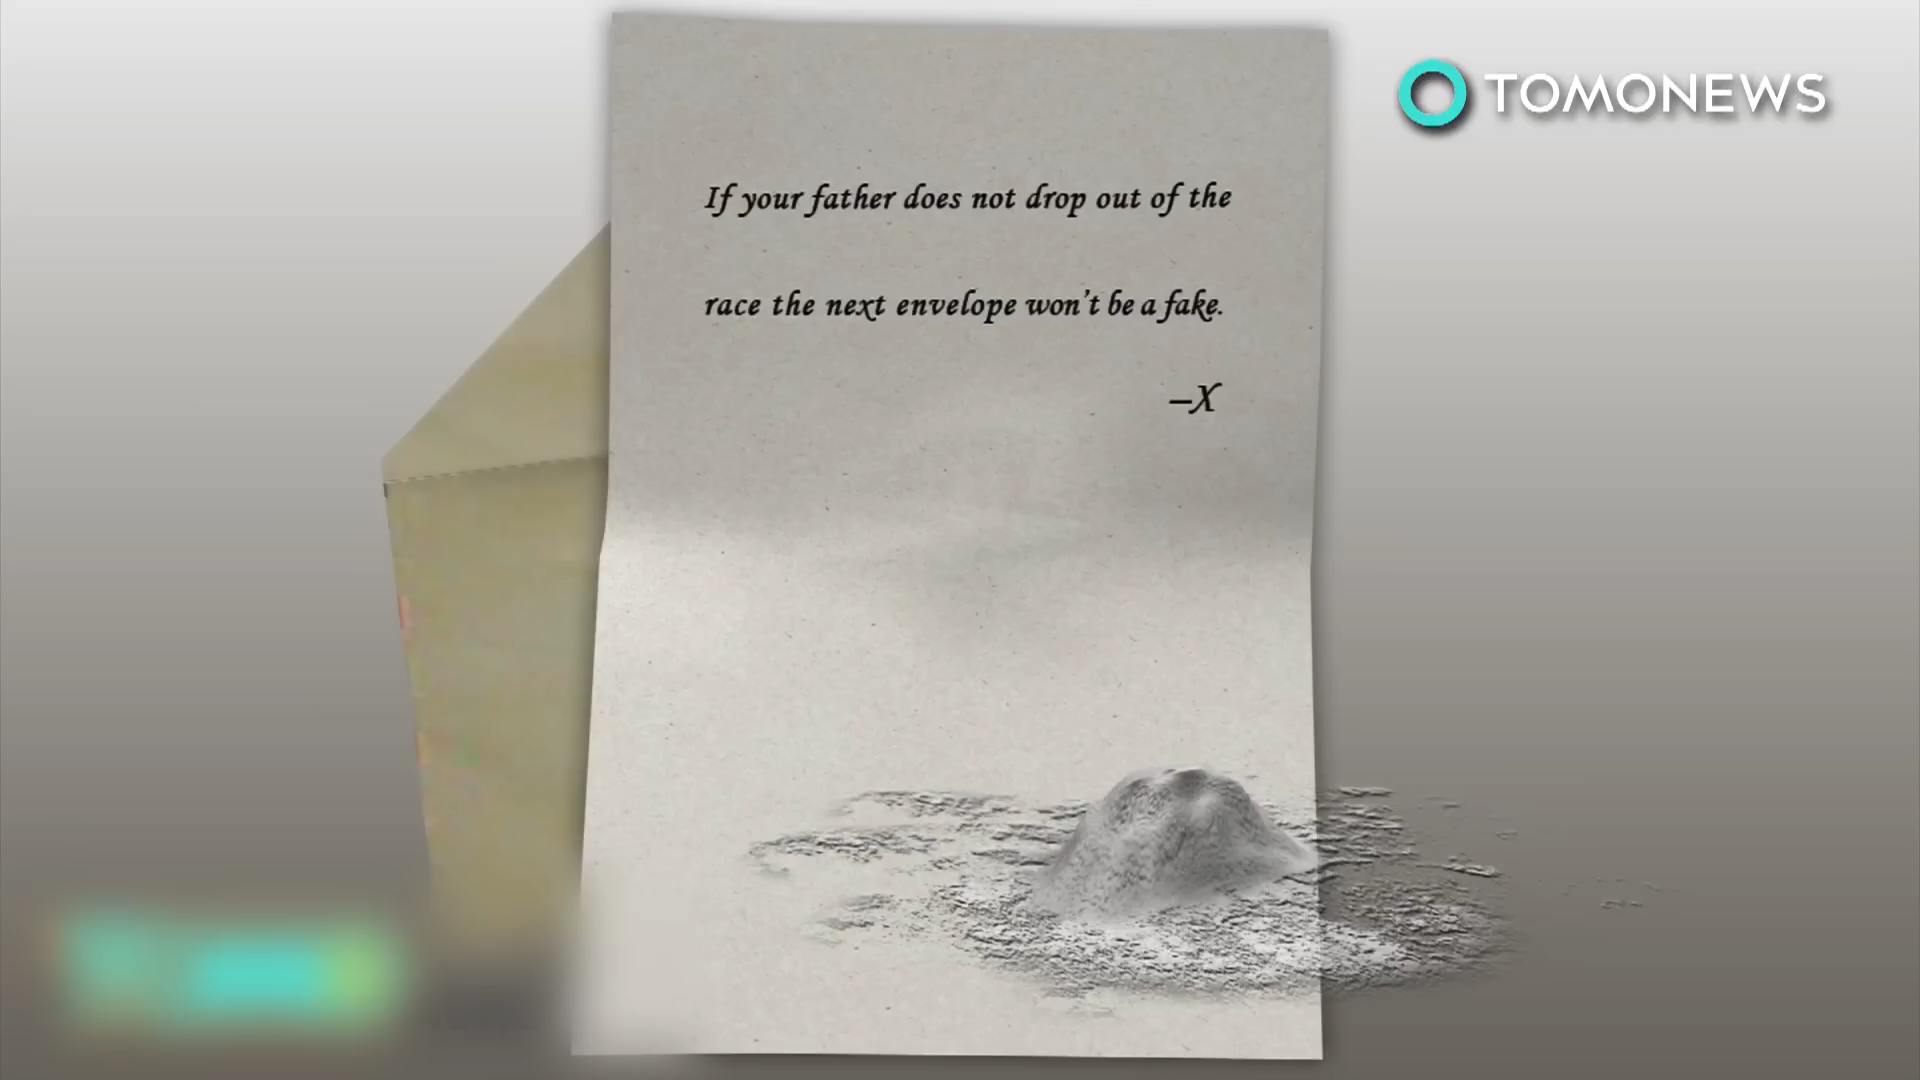 TOMONEWS
If your father does not drop out of the
race the next envelope won't be a fake.
–X